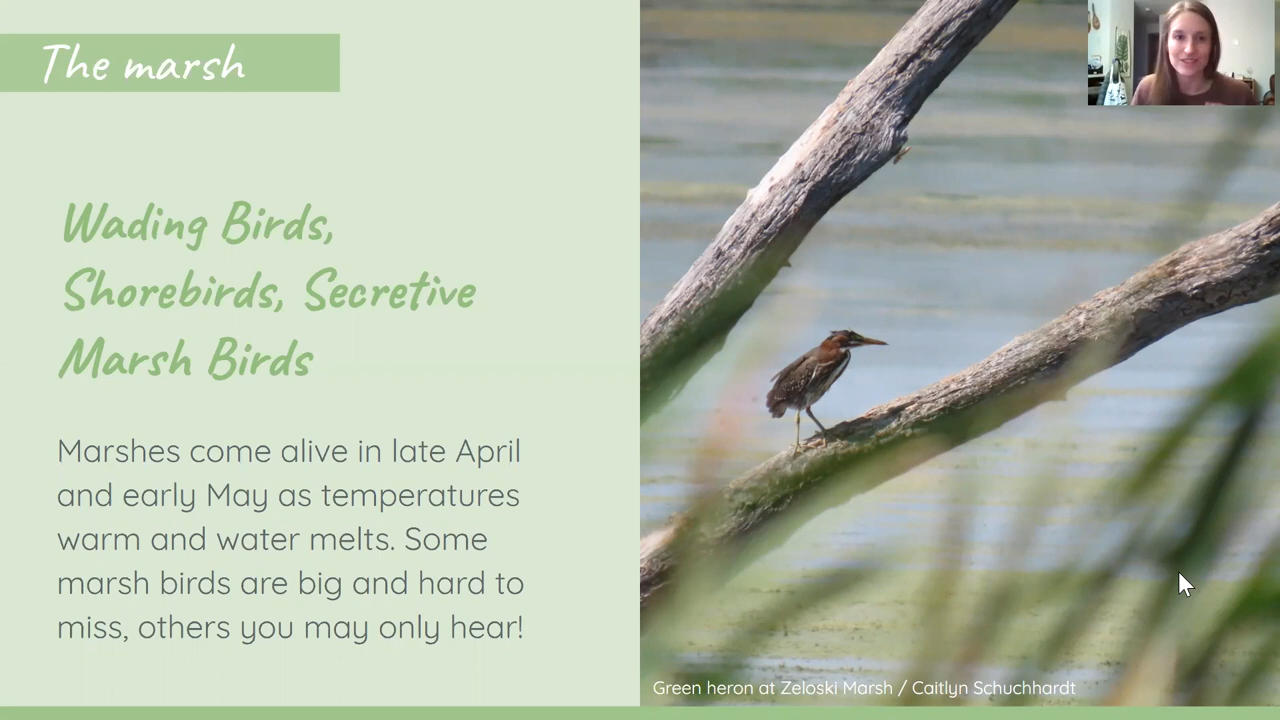 The marsh
Wading Birds,
Shorebirds, Secretive
Marsh Birds
Marshes come alive in late April
and early May as temperatures
warm and water melts. Some
marsh birds are big and hard to
miss, others you may only hear!
Green heron at Zeloski Marsh / Caitlyn Schuchhardt